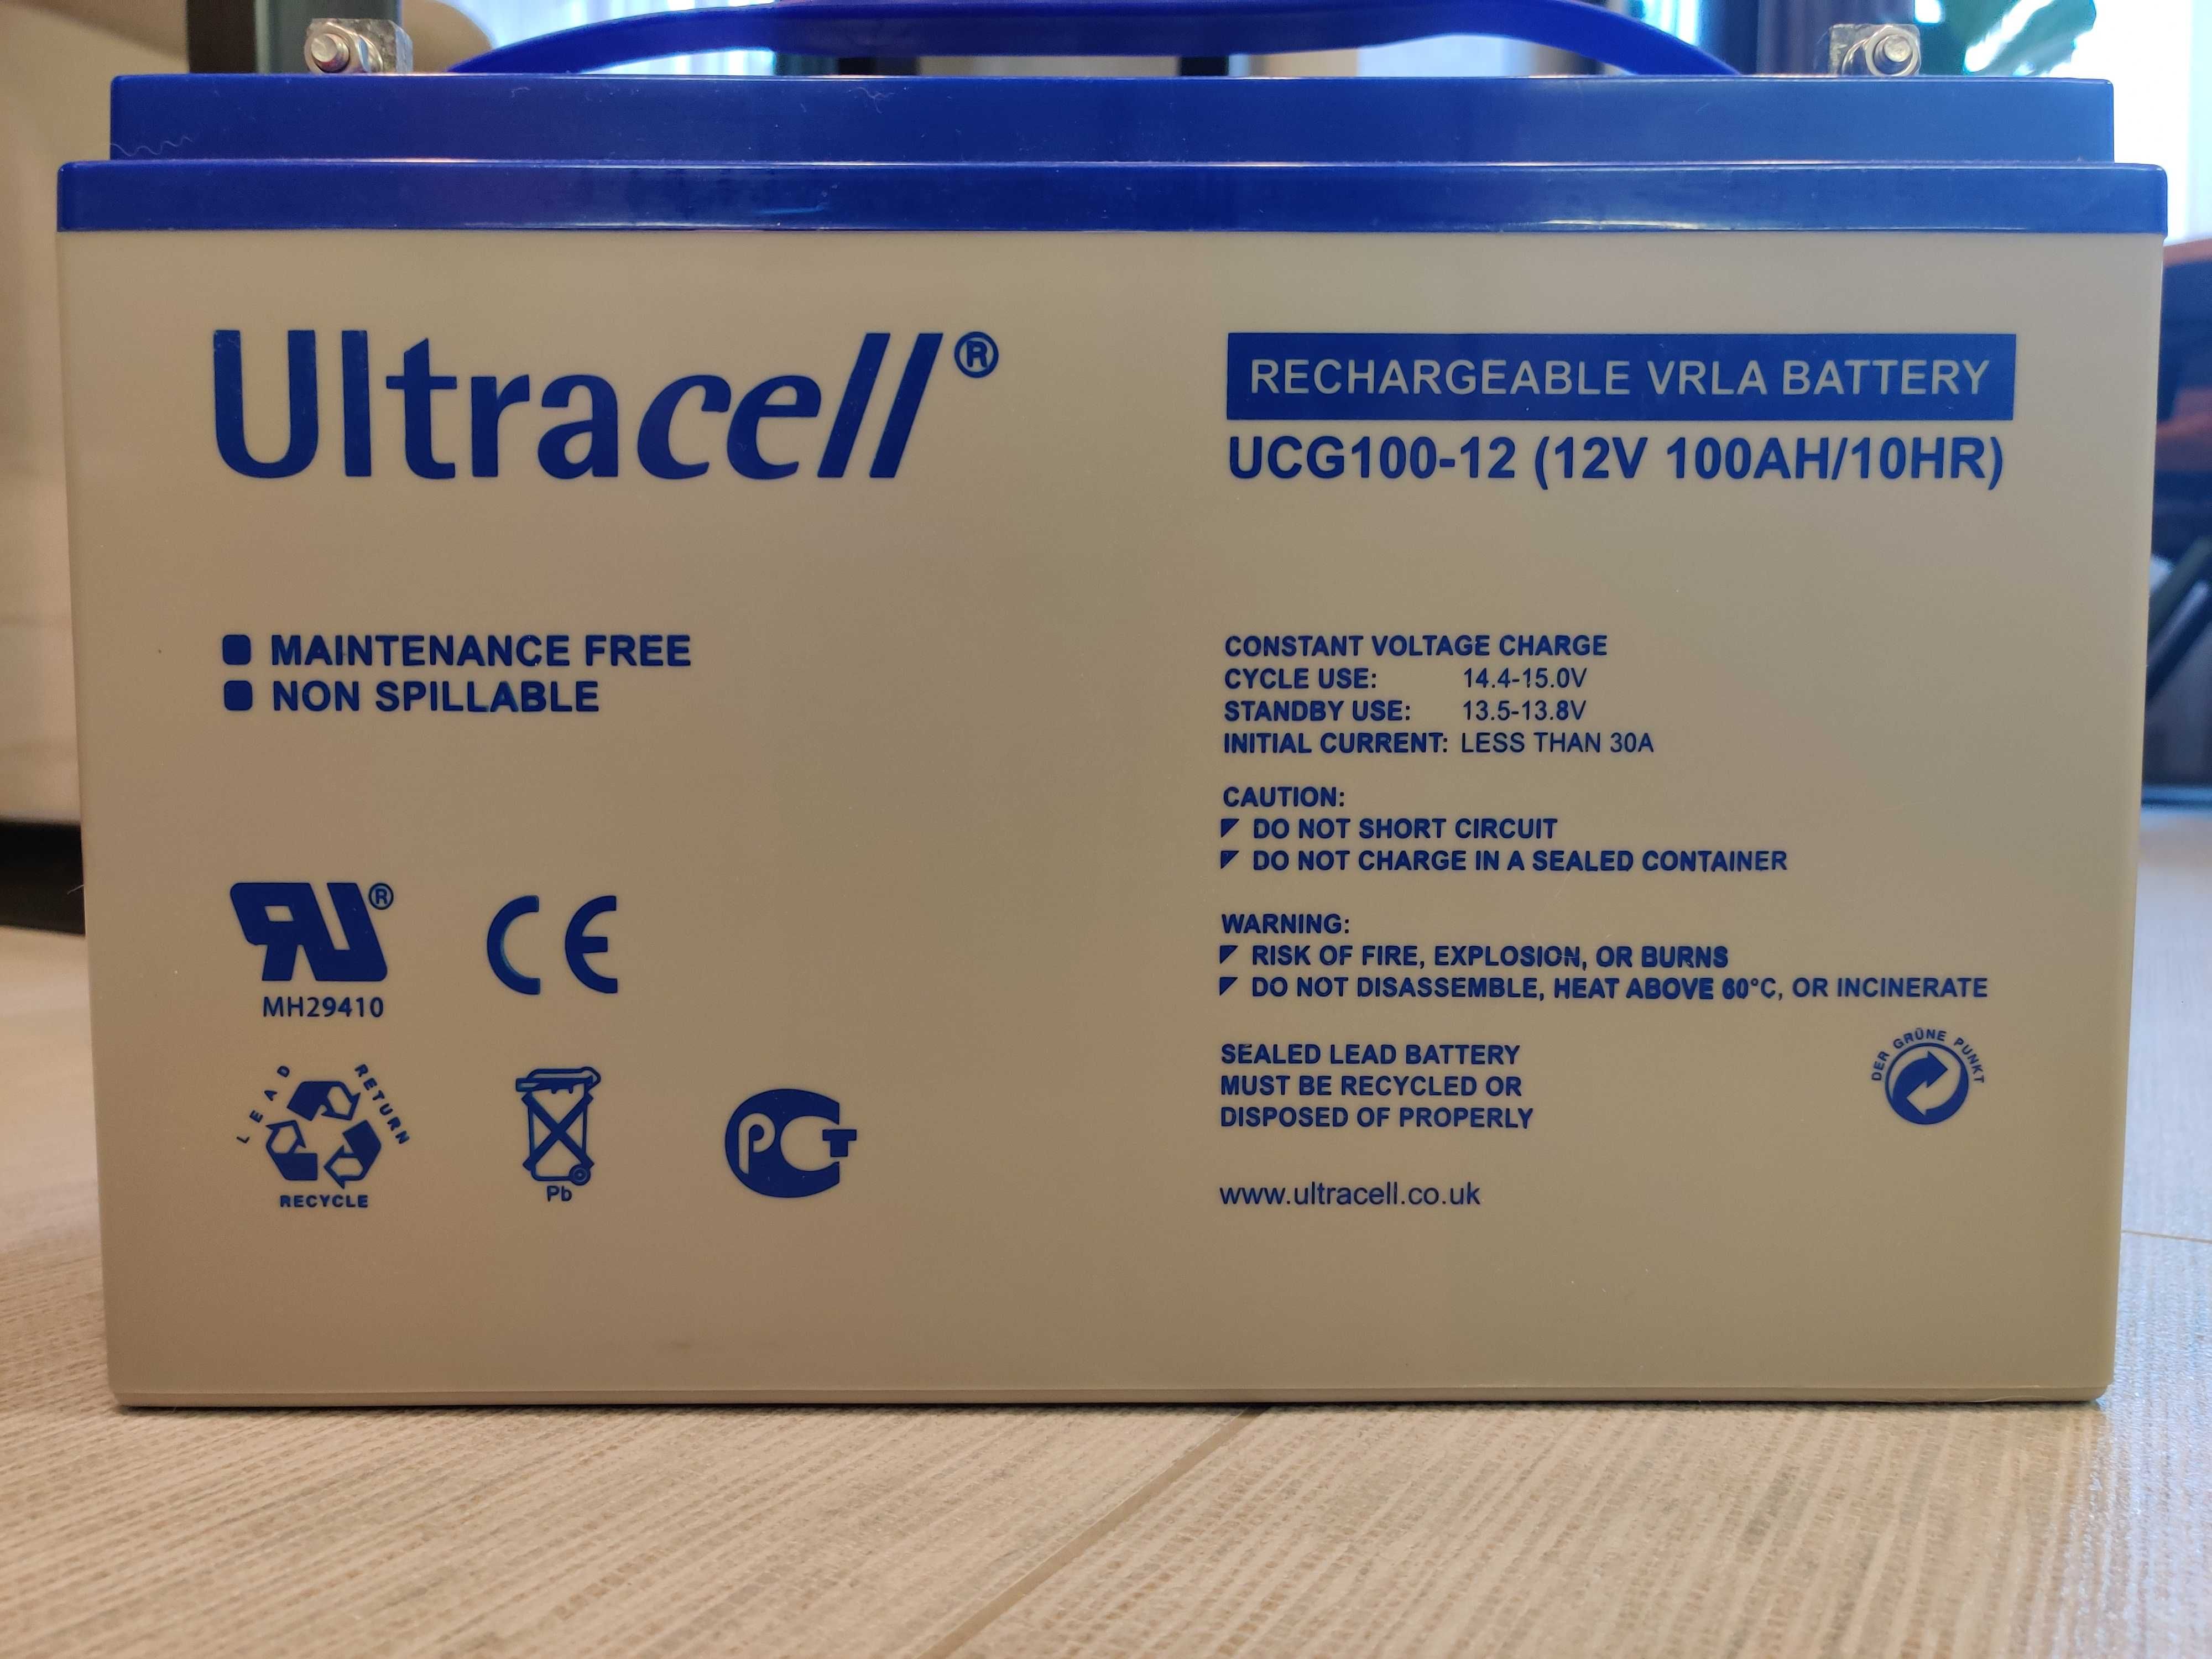 Ultracell®
RECHARGEABLE VRLA BATTERY
UCG100-12 (12V 100AH/10HR)
MAINTENANCE FREE
NON SPILLABLE
CONSTANT VOLTAGE CHARGE
CYCLE USE: 14.4-15.0V
STANDBY USE: 13.5-13.8V
INITIAL CURRENT: LESS THAN 30A
CAUTION:
DO NOT SHORT CIRCUIT
DO NOT CHARGE IN A SEALED CONTAINER
WARNING:
RISK OF FIRE, EXPLOSION, OR BURNS
DO NOT DISASSEMBLE, HEAT ABOVE 60°C, OR INCINERATE
SEALED LEAD BATTERY
MUST BE RECYCLED OR
DISPOSED OF PROPERLY
www.ultracell.co.uk
DER GRÜNE PUNKT
RU®
MH29410
CE
LEAD RETURN
RECYCLE
Pb
РСТ